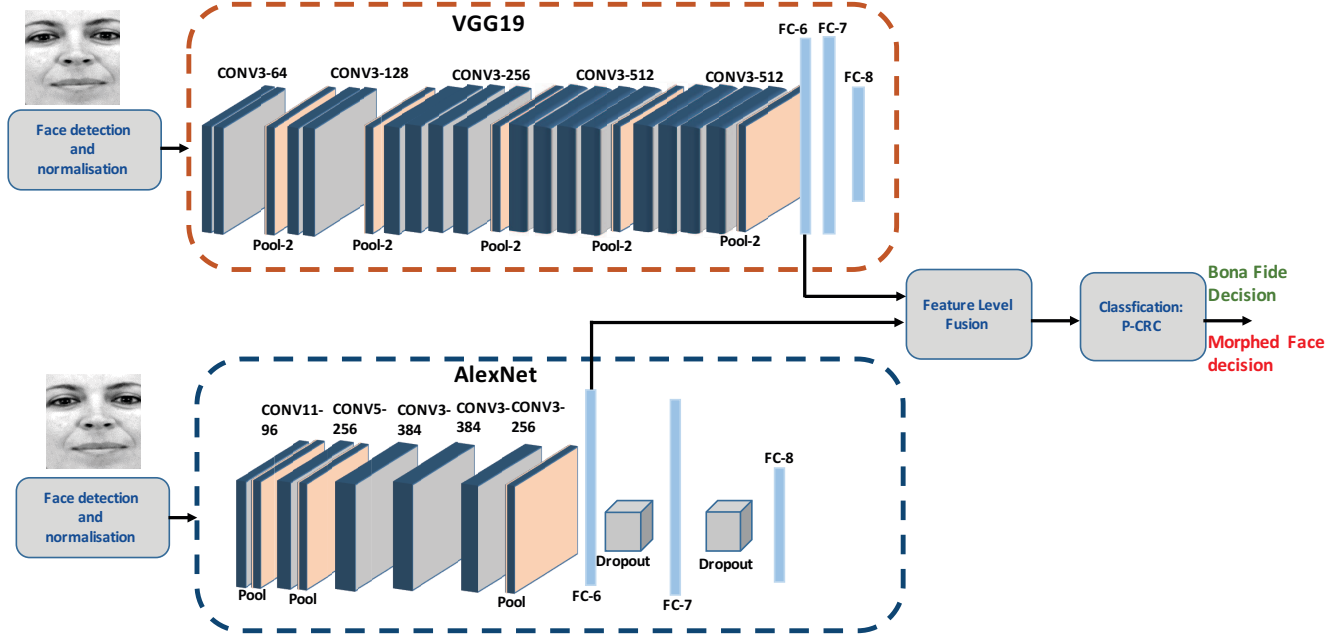 VGG19
FC-6
FC-7
FC-8
CONV3-64
CONV3-128
CONV3-256
CONV3-512
CONV3-512
Face detection
and
normalisation
Pool-2
Pool-2
Pool-2
Pool-2
Pool-2
Feature Level
Fusion
Classfication:
P-CRC
Bona Fide
Decision
Morphed Face
decision
AlexNet
CONV11-
96
CONV5-
256
CONV3-
384
CONV3-
384
CONV3-
256
FC-8
Face detection
and
normalisation
Dropout
Dropout
Pool
Pool
Pool
FC-6
FC-7